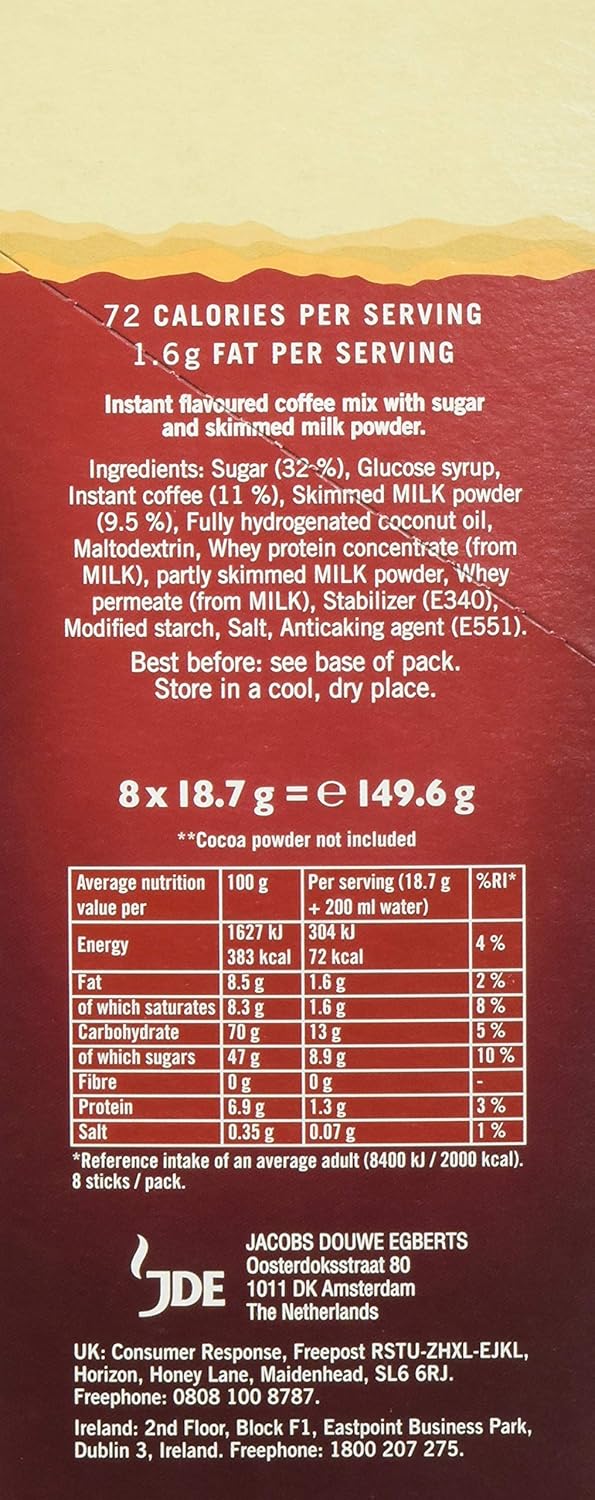 72 CALORIES PER SERVING
1.6g FAT PER SERVING
Instant flavoured coffee mix with sugar
and skimmed milk powder.
Ingredients: Sugar (32 %), Glucose syrup,
Instant coffee (11 %), Skimmed MILK powder
(9.5 %), Fully hydrogenated coconut oil,
Maltodextrin, Whey protein concentrate (from
MILK), partly skimmed MILK powder, Whey
permeate (from MILK), Stabilizer (E340),
Modified starch, Salt, Anticaking agent (E551).
Best before: see base of pack.
Store in a cool, dry place.
8 x 18.7 g = ℮ 149.6 g
**Cocoa powder not included
Average nutrition value per 100 g Per serving (18.7 g + 200 ml water) %RI*
Energy 1627 kJ 383 kcal 304 kJ 72 kcal 4 %
Fat 8.5 g 1.6 g 2 %
of which saturates 8.3 g 1.6 g 8 %
Carbohydrate 70 g 13 g 5 %
of which sugars 47 g 8.9 g 10 %
Fibre 0 g 0 g -
Protein 6.9 g 1.3 g 3 %
Salt 0.35 g 0.07 g 1 %
*Reference intake of an average adult (8400 kJ / 2000 kcal).
8 sticks / pack.
JDE
JACOBS DOUWE EGBERTS
Oosterdoksstraat 80
1011 DK Amsterdam
The Netherlands
UK: Consumer Response, Freepost RSTU-ZHXL-EJKL,
Horizon, Honey Lane, Maidenhead, SL6 6RJ.
Freephone: 0808 100 8787.
Ireland: 2nd Floor, Block F1, Eastpoint Business Park,
Dublin 3, Ireland. Freephone: 1800 207 275.